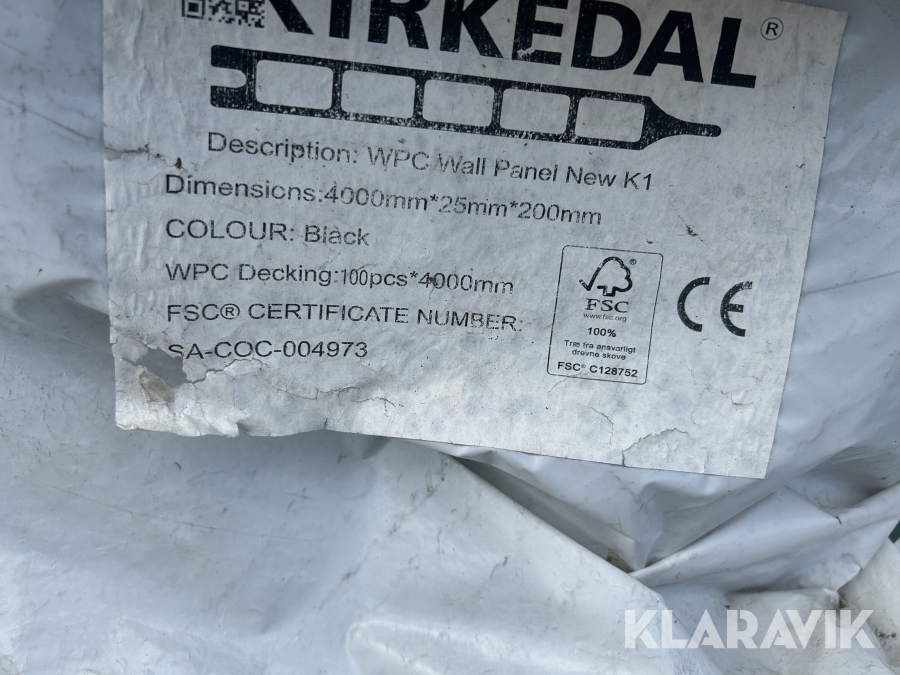 KIRKEDAL®
Description: WPC Wall Panel New K1
Dimensions:4000mm*25mm*200mm
COLOUR: Black
WPC Decking:100pcs*4000mm
FSC® CERTIFICATE NUMBER:
SA-COC-004973
FSC
www.fsc.org
100%
Træ fra ansvarligt
drevne skove
FSC® C128752
CE
KLARAVIK